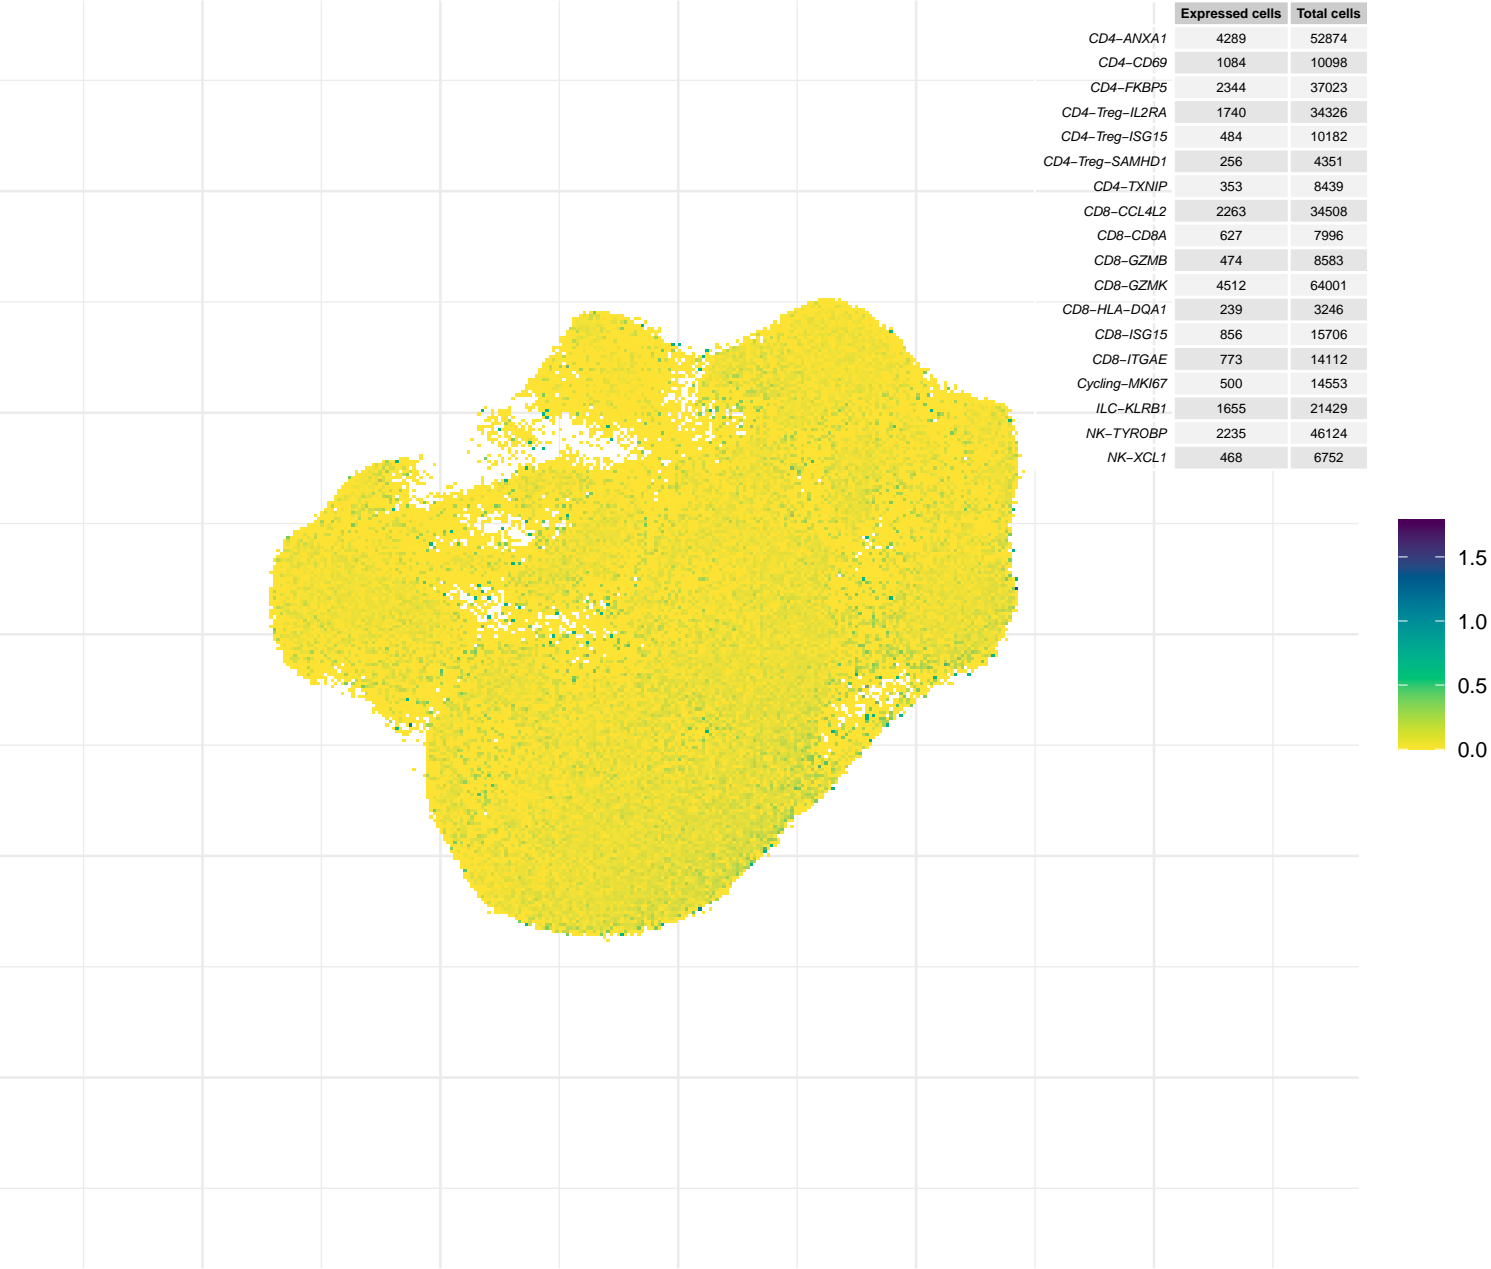 Expressed cells Total cells
CD4−ANXA1 4289 52874
CD4−CD69 1084 10098
CD4−FKBP5 2344 37023
CD4−Treg−IL2RA 1740 34326
CD4−Treg−ISG15 484 10182
CD4−Treg−SAMHD1 256 4351
CD4−TXNIP 353 8439
CD8−CCL4L2 2263 34508
CD8−CD8A 627 7996
CD8−GZMB 474 8583
CD8−GZMK 4512 64001
CD8−HLA−DQA1 239 3246
CD8−ISG15 856 15706
CD8−ITGAE 773 14112
Cycling−MKI67 500 14553
ILC−KLRB1 1655 21429
NK−TYROBP 2235 46124
NK−XCL1 468 6752
1.5
1.0
0.5
0.0